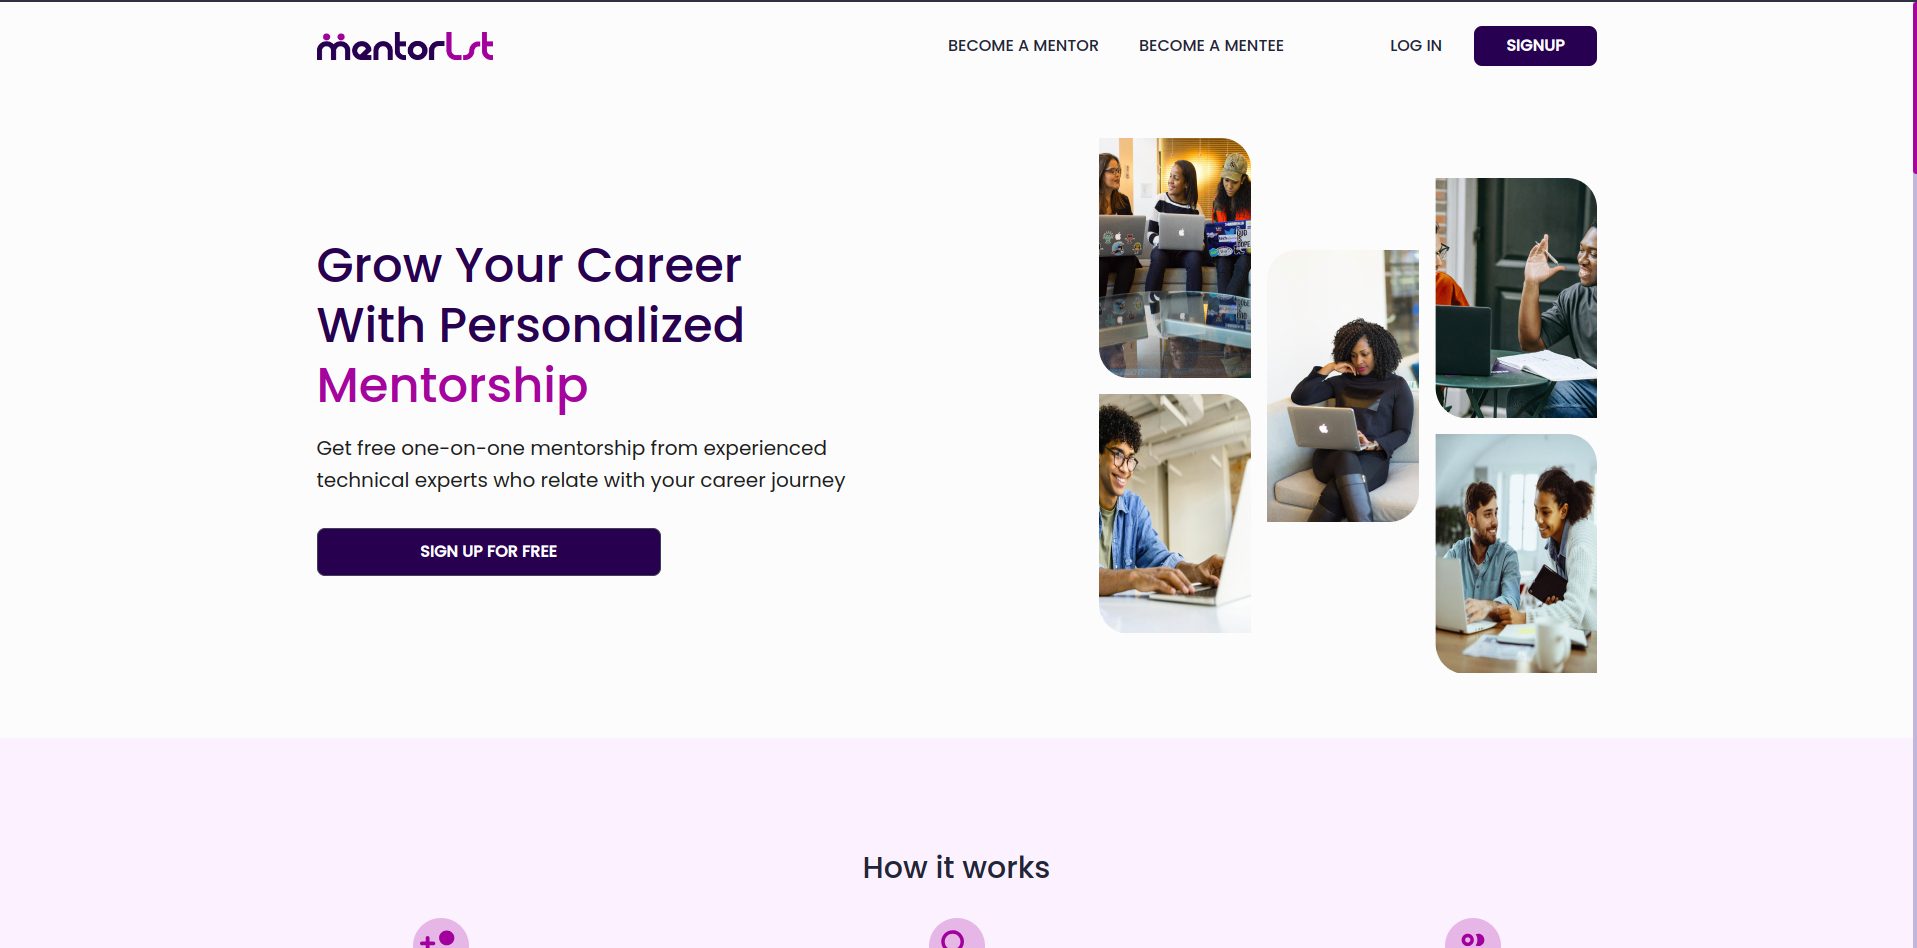 mentorLst
BECOME A MENTOR
BECOME A MENTEE
LOG IN
SIGNUP
Grow Your Career
With Personalized
Mentorship
Get free one-on-one mentorship from experienced
technical experts who relate with your career journey
SIGN UP FOR FREE
How it works